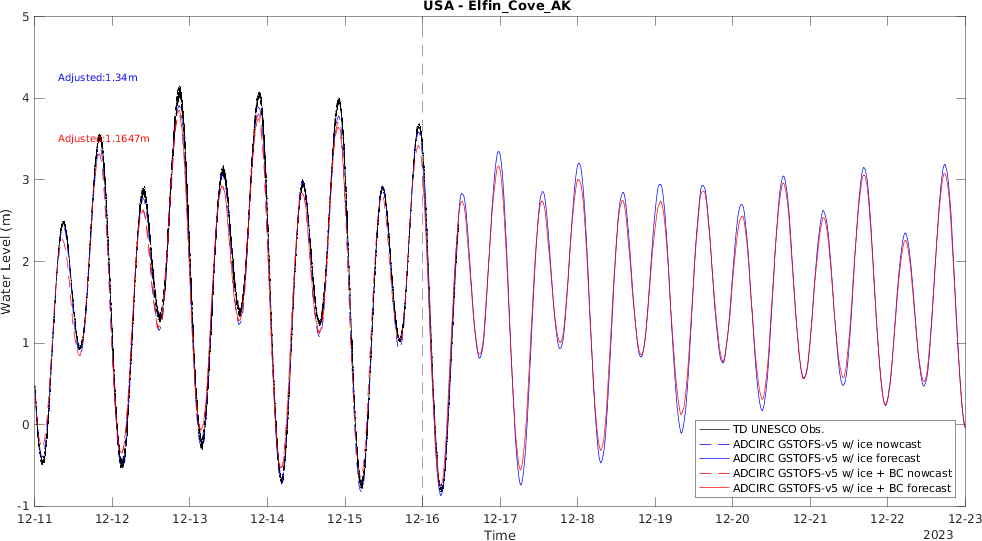 USA - Elfin_Cove_AK
5
4
3
2
1
0
-1
Water Level (m)
Adjusted:1.34m
Adjusted:1.1647m
TD UNESCO Obs.
ADCIRC GSTOFS-v5 w/ ice nowcast
ADCIRC GSTOFS-v5 w/ ice forecast
ADCIRC GSTOFS-v5 w/ ice + BC nowcast
ADCIRC GSTOFS-v5 w/ ice + BC forecast
12-11 12-12 12-13 12-14 12-15 12-16 12-17 12-18 12-19 12-20 12-21 12-22 12-23
Time
2023